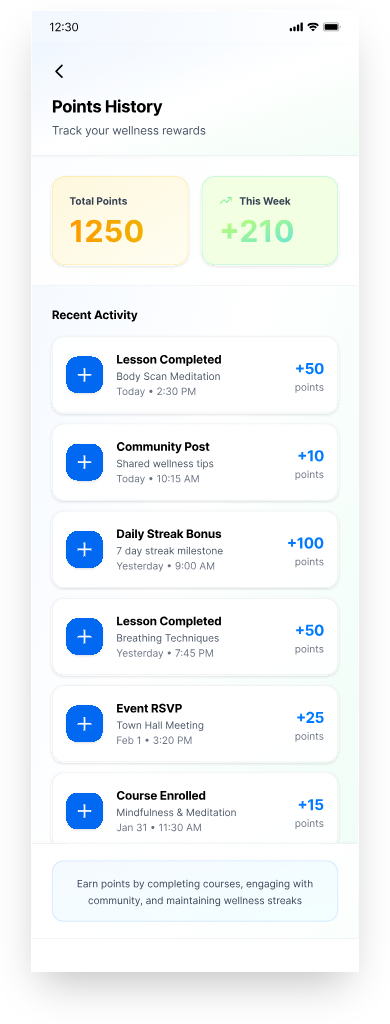 12:30
Points History
Track your wellness rewards
Total Points
1250
This Week
+210
Recent Activity
Lesson Completed
Body Scan Meditation
Today • 2:30 PM
+50
points
Community Post
Shared wellness tips
Today • 10:15 AM
+10
points
Daily Streak Bonus
7 day streak milestone
Yesterday • 9:00 AM
+100
points
Lesson Completed
Breathing Techniques
Yesterday • 7:45 PM
+50
points
Event RSVP
Town Hall Meeting
Feb 1 • 3:20 PM
+25
points
Course Enrolled
Mindfulness & Meditation
Jan 31 • 11:30 AM
+15
points
Earn points by completing courses, engaging with
community, and maintaining wellness streaks